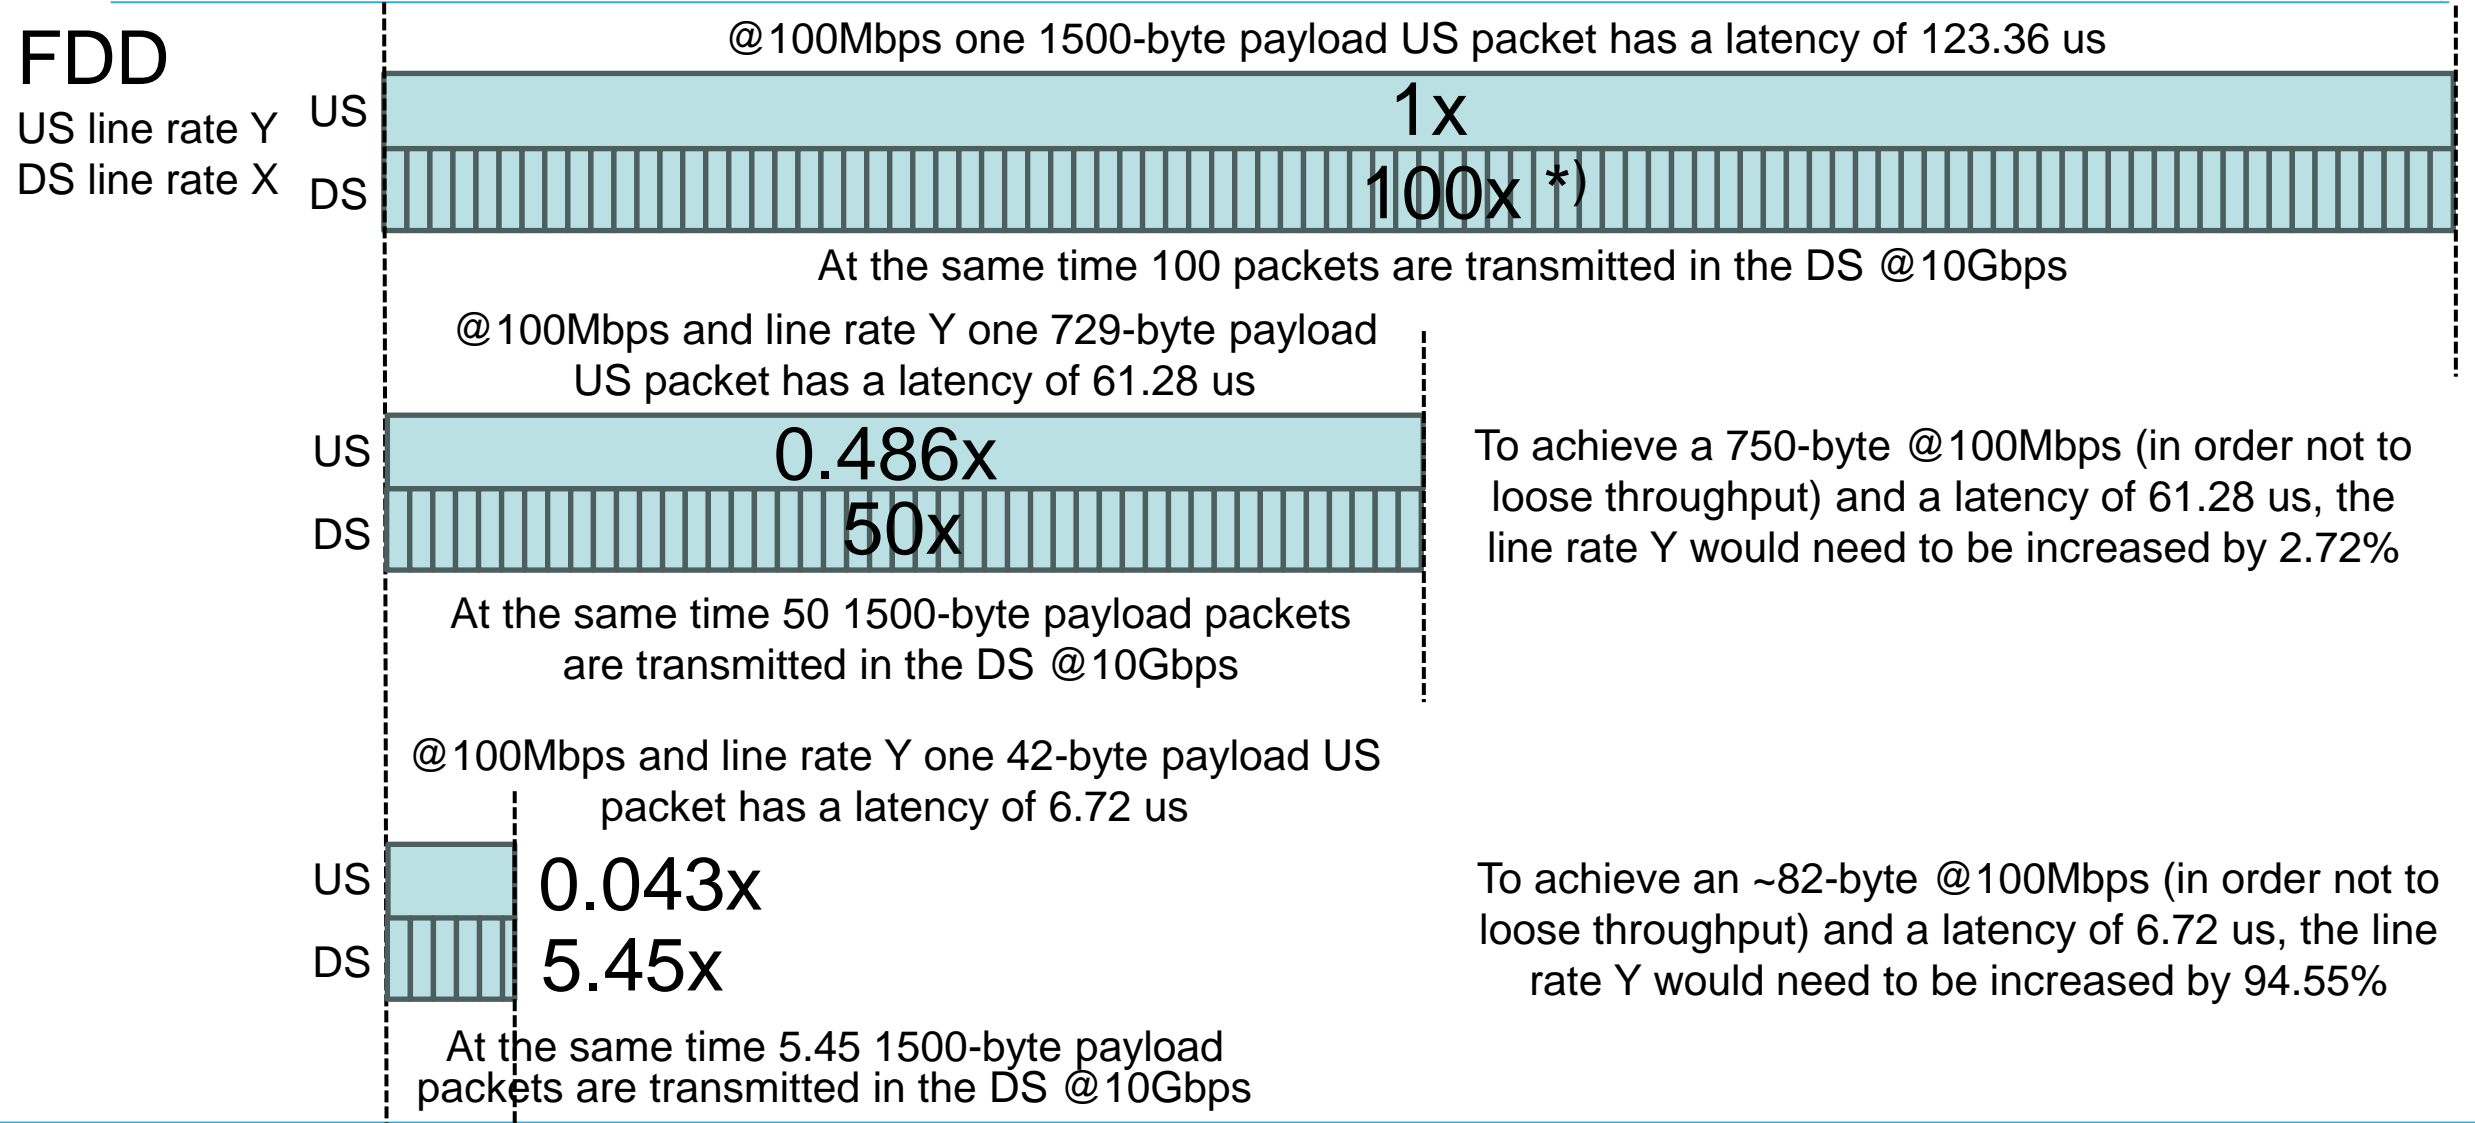 @100Mbps one 1500-byte payload US packet has a latency of 123.36 us
FDD
US line rate Y
DS line rate X
US
1x
DS
100x *)
At the same time 100 packets are transmitted in the DS @10Gbps
@100Mbps and line rate Y one 729-byte payload
US packet has a latency of 61.28 us
US
0.486x
DS
50x
To achieve a 750-byte @100Mbps (in order not to
loose throughput) and a latency of 61.28 us, the
line rate Y would need to be increased by 2.72%
At the same time 50 1500-byte payload packets
are transmitted in the DS @10Gbps
@100Mbps and line rate Y one 42-byte payload US
packet has a latency of 6.72 us
US
0.043x
DS
5.45x
To achieve an ~82-byte @100Mbps (in order not to
loose throughput) and a latency of 6.72 us, the line
rate Y would need to be increased by 94.55%
At the same time 5.45 1500-byte payload
packets are transmitted in the DS @10Gbps